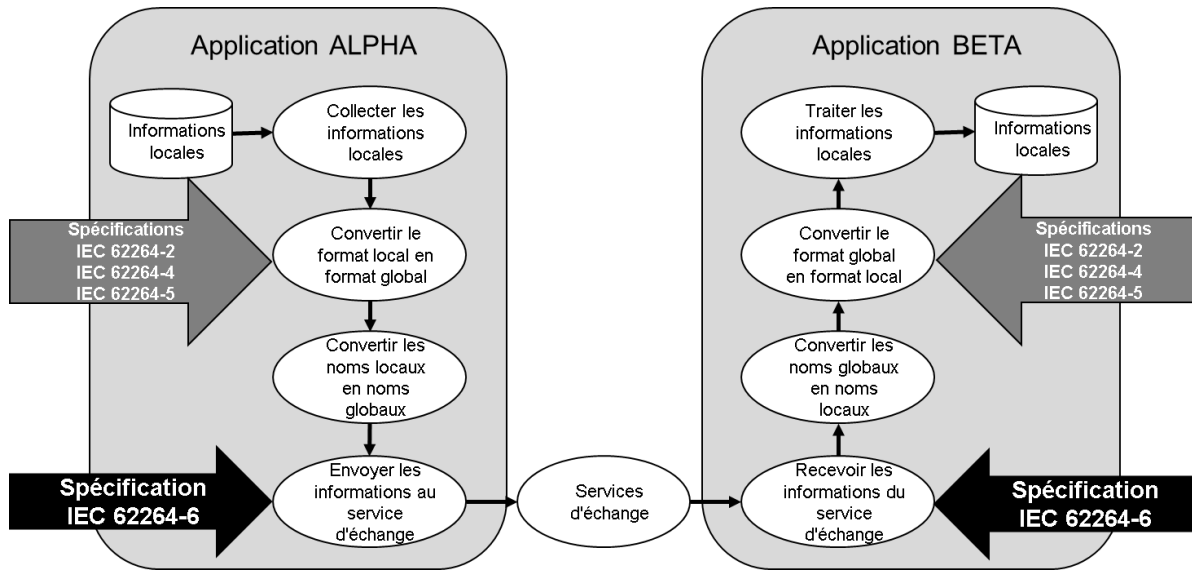 Application ALPHA
Informations
locales
Collecter les
informations
locales
Spécifications
IEC 62264-2
IEC 62264-4
IEC 62264-5
Convertir le
format local en
format global
Convertir les
noms locaux
en noms
globaux
Spécification
IEC 62264-6
Envoyer les
informations au
service
d'échange
Services
d'échange
Application BETA
Traiter les
informations
locales
Informations
locales
Convertir le
format global
en format local
Spécifications
IEC 62264-2
IEC 62264-4
IEC 62264-5
Convertir les
noms globaux
en noms
locaux
Recevoir les
informations du
service
d'échange
Spécification
IEC 62264-6